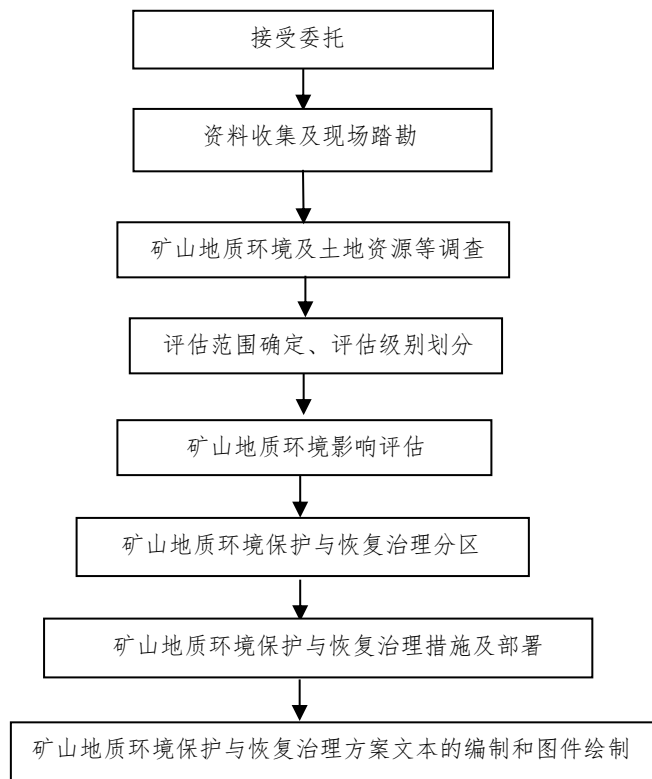 接受委托
资料收集及现场踏勘
矿山地质环境及土地资源等调查
评估范围确定、评估级别划分
矿山地质环境影响评估
矿山地质环境保护与恢复治理分区
矿山地质环境保护与恢复治理措施及部署
矿山地质环境保护与恢复治理方案文本的编制和图件绘制